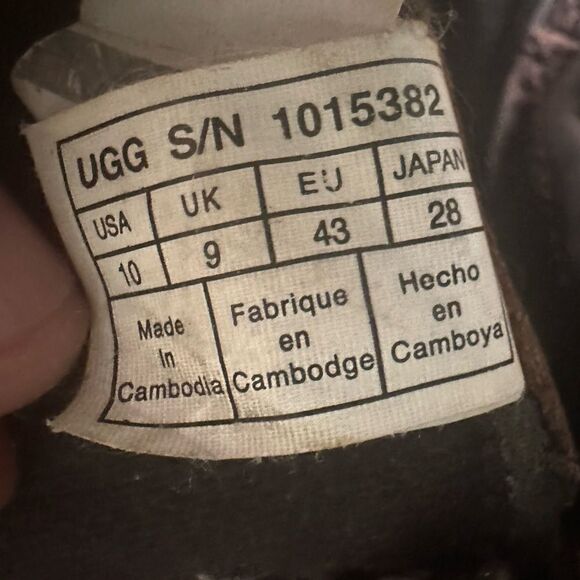 UGG S/N 1015382
USA UK EU JAPAN
10 9 43 28
Made
In
Cambodia
Fabrique
en
Cambodge
Hecho
en
Camboya